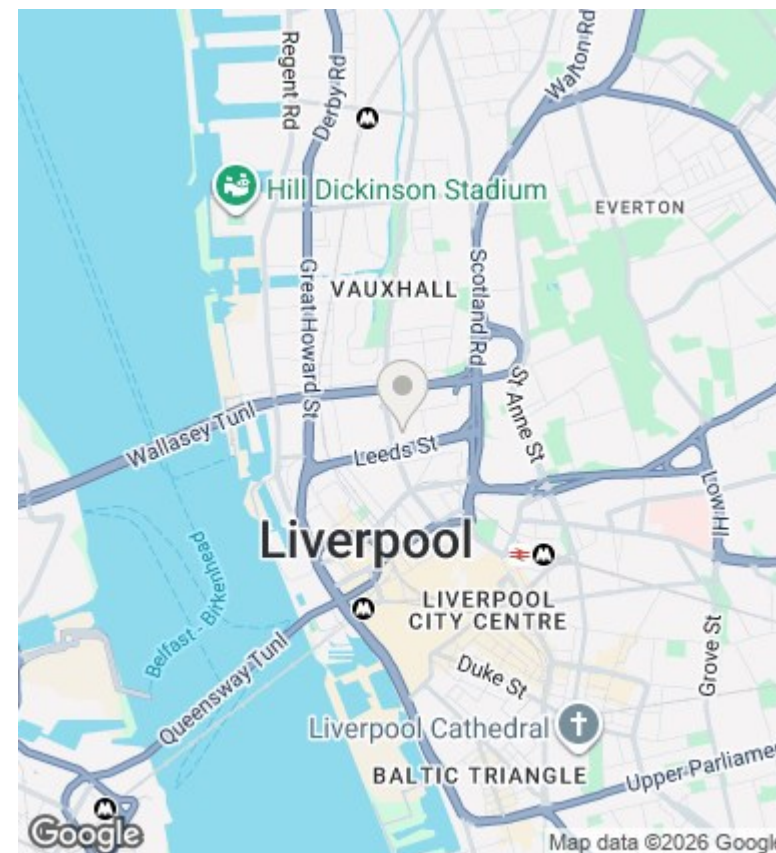 Regent Rd
Derby Rd
Walton Rd
Hill Dickinson Stadium
EVERTON
VAUXHALL
Great Howard St
Scotland Rd
St Anne St
Wallasey Tunl
Leeds St
Low Hl
Liverpool
Belfast - Birkenhead
LIVERPOOL
CITY CENTRE
Queensway Tunl
Duke St
Grove St
Liverpool Cathedral
BALTIC TRIANGLE
Upper Parliame
Google
Map data ©2026 Google